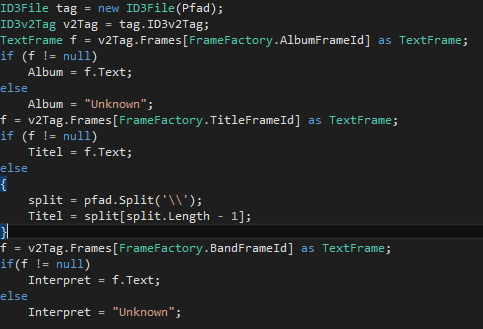 ID3File tag = new ID3File(Pfad);
ID3v2Tag v2Tag = tag.ID3v2Tag;
TextFrame f = v2Tag.Frames[FrameFactory.AlbumFrameId] as TextFrame;
if (f != null)
    Album = f.Text;
else
    Album = "Unknown";
f = v2Tag.Frames[FrameFactory.TitleFrameId] as TextFrame;
if (f != null)
    Titel = f.Text;
else
{
    split = pfad.Split('\\');
    Titel = split[split.Length - 1];
}
f = v2Tag.Frames[FrameFactory.BandFrameId] as TextFrame;
if(f != null)
    Interpret = f.Text;
else
    Interpret = "Unknown";